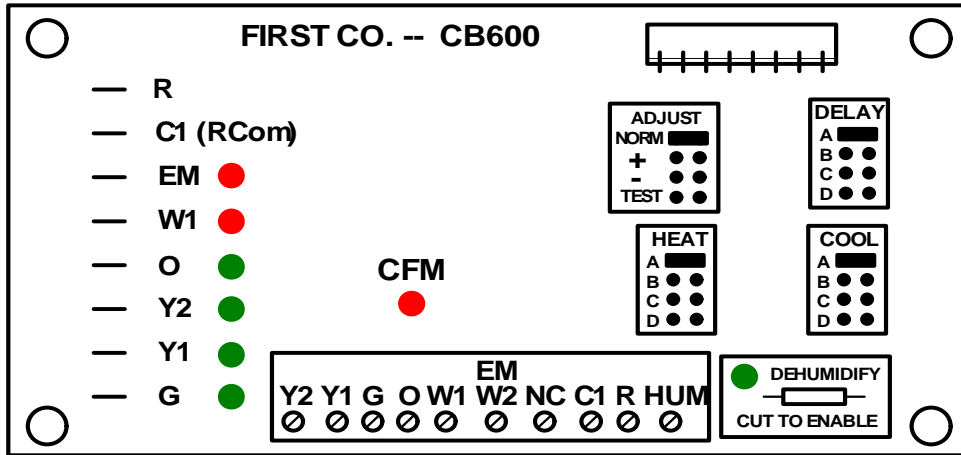 FIRST CO. -- CB600
R
C1 (RCom)
EM
W1
O
Y2
Y1
G
CFM
ADJUST
NORM
+
-
TEST
DELAY
A
B
C
D
HEAT
A
B
C
D
COOL
A
B
C
D
EM
Y2 Y1 G O W1 W2 NC C1 R HUM
DEHUMIDIFY
CUT TO ENABLE